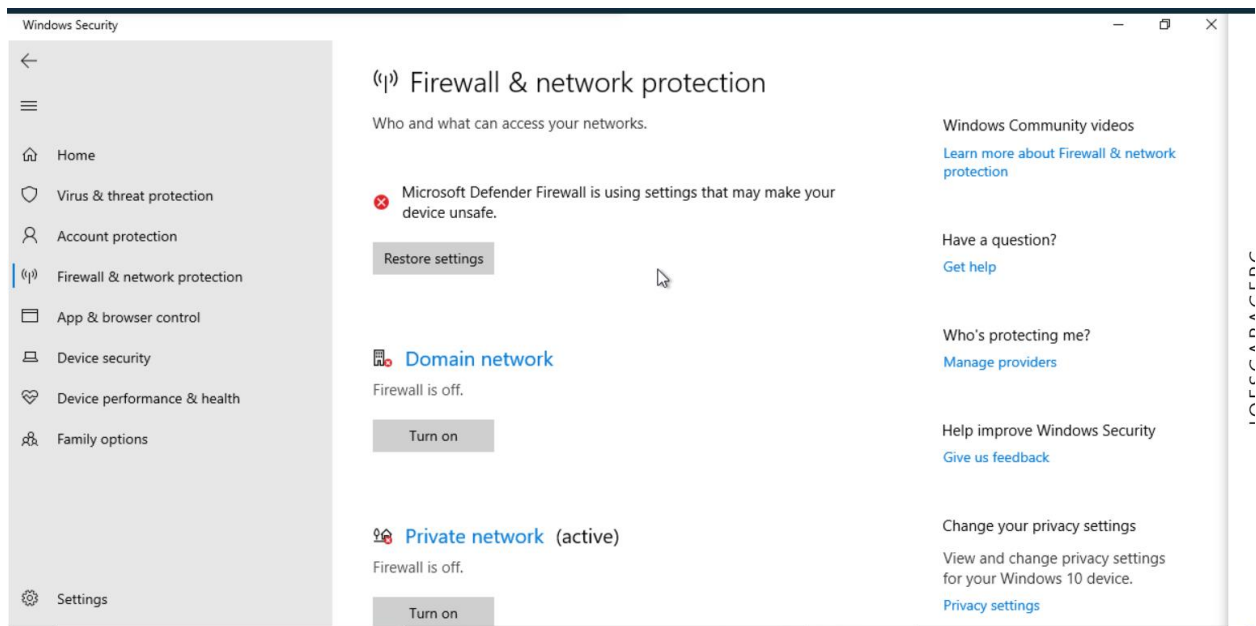 Windows Security
Home
Virus & threat protection
Account protection
Firewall & network protection
App & browser control
Device security
Device performance & health
Family options
Settings
Firewall & network protection
Who and what can access your networks.
Microsoft Defender Firewall is using settings that may make your
device unsafe.
Restore settings
Domain network
Firewall is off.
Turn on
Private network (active)
Firewall is off.
Turn on
Windows Community videos
Learn more about Firewall & network
protection
Have a question?
Get help
Who's protecting me?
Manage providers
Help improve Windows Security
Give us feedback
Change your privacy settings
View and change privacy settings
for your Windows 10 device.
Privacy settings